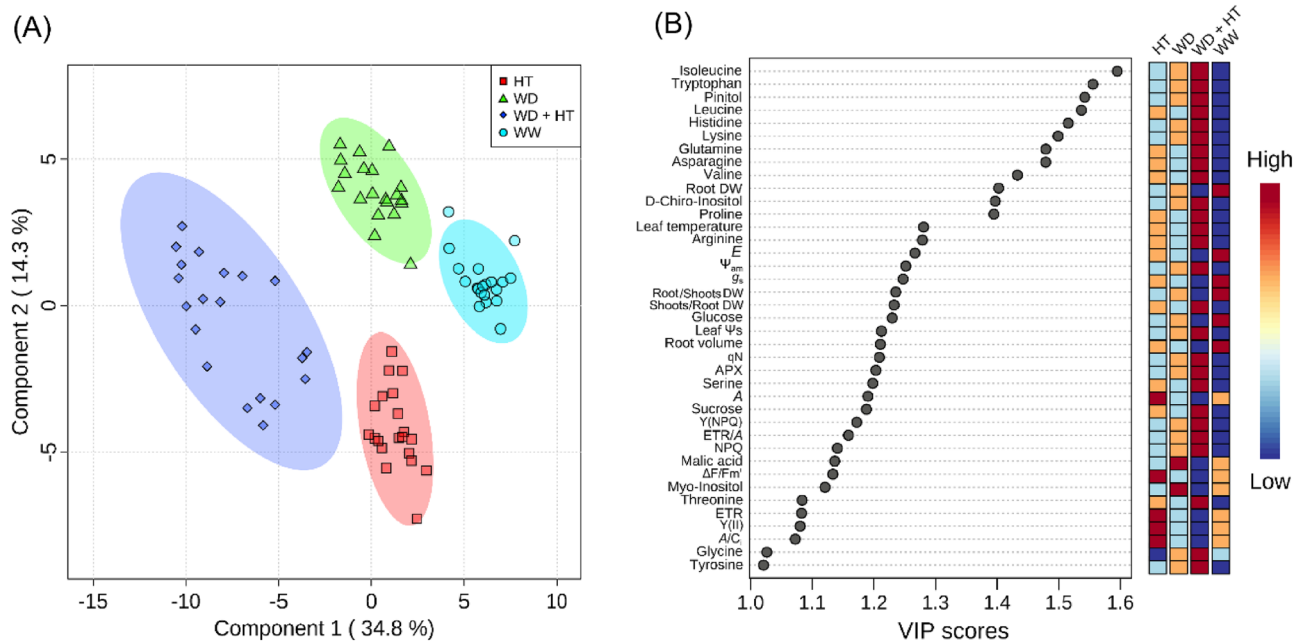 (A)
HT
WD
WD + HT
WW
5
0
-5
-15
-10
-5
0
5
10
Component 1 ( 34.8 %)
Component 2 ( 14.3 %)
(B)
HT
WD
WD + HT
WW
Isoleucine
Tryptophan
Pinitol
Leucine
Histidine
Lysine
Glutamine
Asparagine
Valine
Root DW
D-Chiro-Inositol
Proline
Leaf temperature
Arginine
E
Ψam
gs
Root/Shoots DW
Shoots/Root DW
Glucose
Leaf Ψs
Root volume
qN
APX
Serine
A
Sucrose
Y(NPQ)
ETR/A
NPQ
Malic acid
ΔF/Fm'
Myo-Inositol
Threonine
ETR
Y(II)
A/Ci
Glycine
Tyrosine
1.0
1.1
1.2
1.3
1.4
1.5
1.6
VIP scores
High
Low